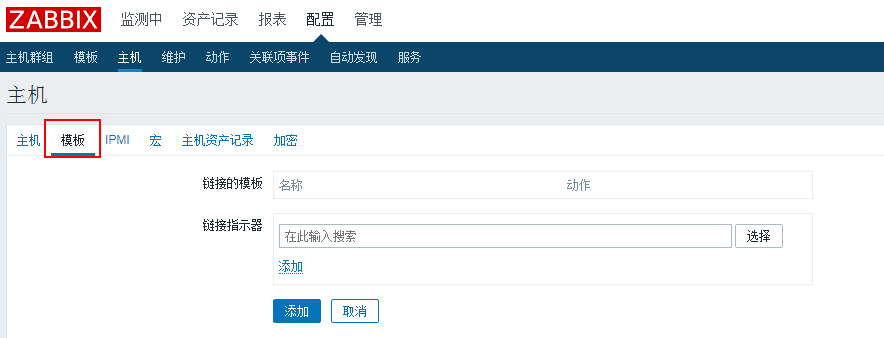 ZABBIX 监测中 资产记录 报表 配置 管理
主机群组 模板 主机 维护 动作 关联项事件 自动发现 服务
主机
主机 模板 IPMI 宏 主机资产记录 加密
链接的模板 名称 动作
链接指示器
在此输入搜索 选择
添加
添加 取消